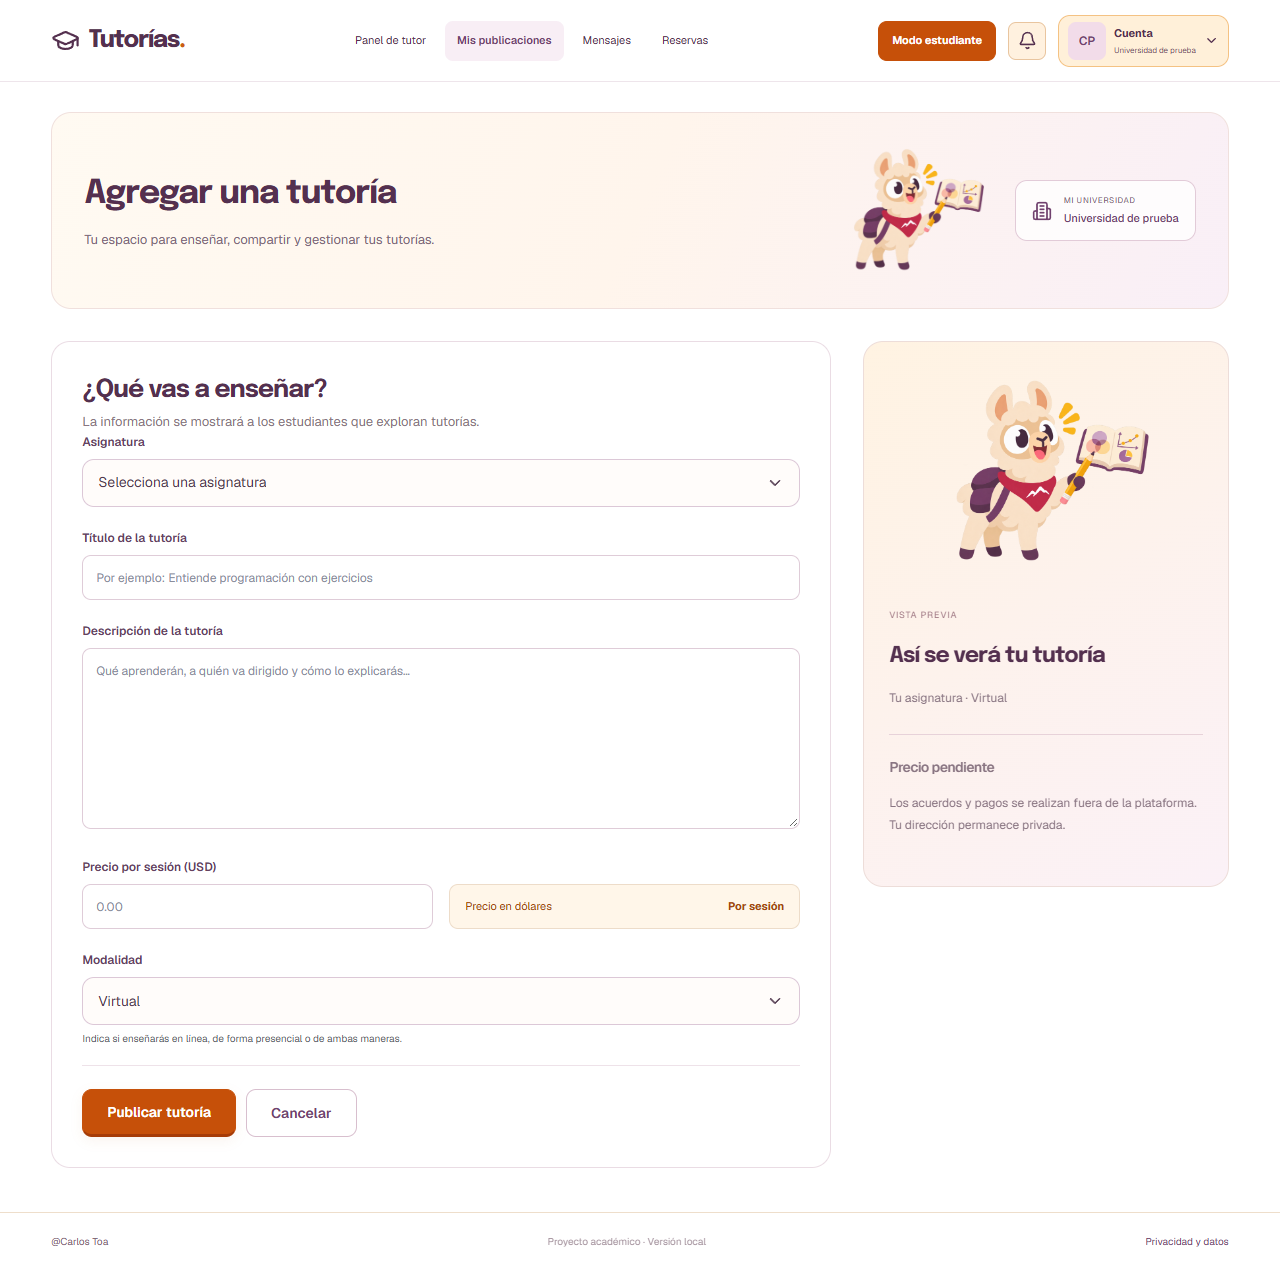 Tutorías.
Panel de tutor
Mis publicaciones
Mensajes
Reservas
Modo estudiante
CP
Cuenta
Universidad de prueba
Agregar una tutoría
Tu espacio para enseñar, compartir y gestionar tus tutorías.
MI UNIVERSIDAD
Universidad de prueba
¿Qué vas a enseñar?
La información se mostrará a los estudiantes que exploran tutorías.
Asignatura
Selecciona una asignatura
Título de la tutoría
Por ejemplo: Entiende programación con ejercicios
Descripción de la tutoría
Qué aprenderán, a quién va dirigido y cómo lo explicarás...
Precio por sesión (USD)
0.00
Precio en dólares
Por sesión
Modalidad
Virtual
Indica si enseñarás en línea, de forma presencial o de ambas maneras.
Publicar tutoría
Cancelar
VISTA PREVIA
Así se verá tu tutoría
Tu asignatura · Virtual
Precio pendiente
Los acuerdos y pagos se realizan fuera de la plataforma.
Tu dirección permanece privada.
@Carlos Toa
Proyecto académico · Versión local
Privacidad y datos